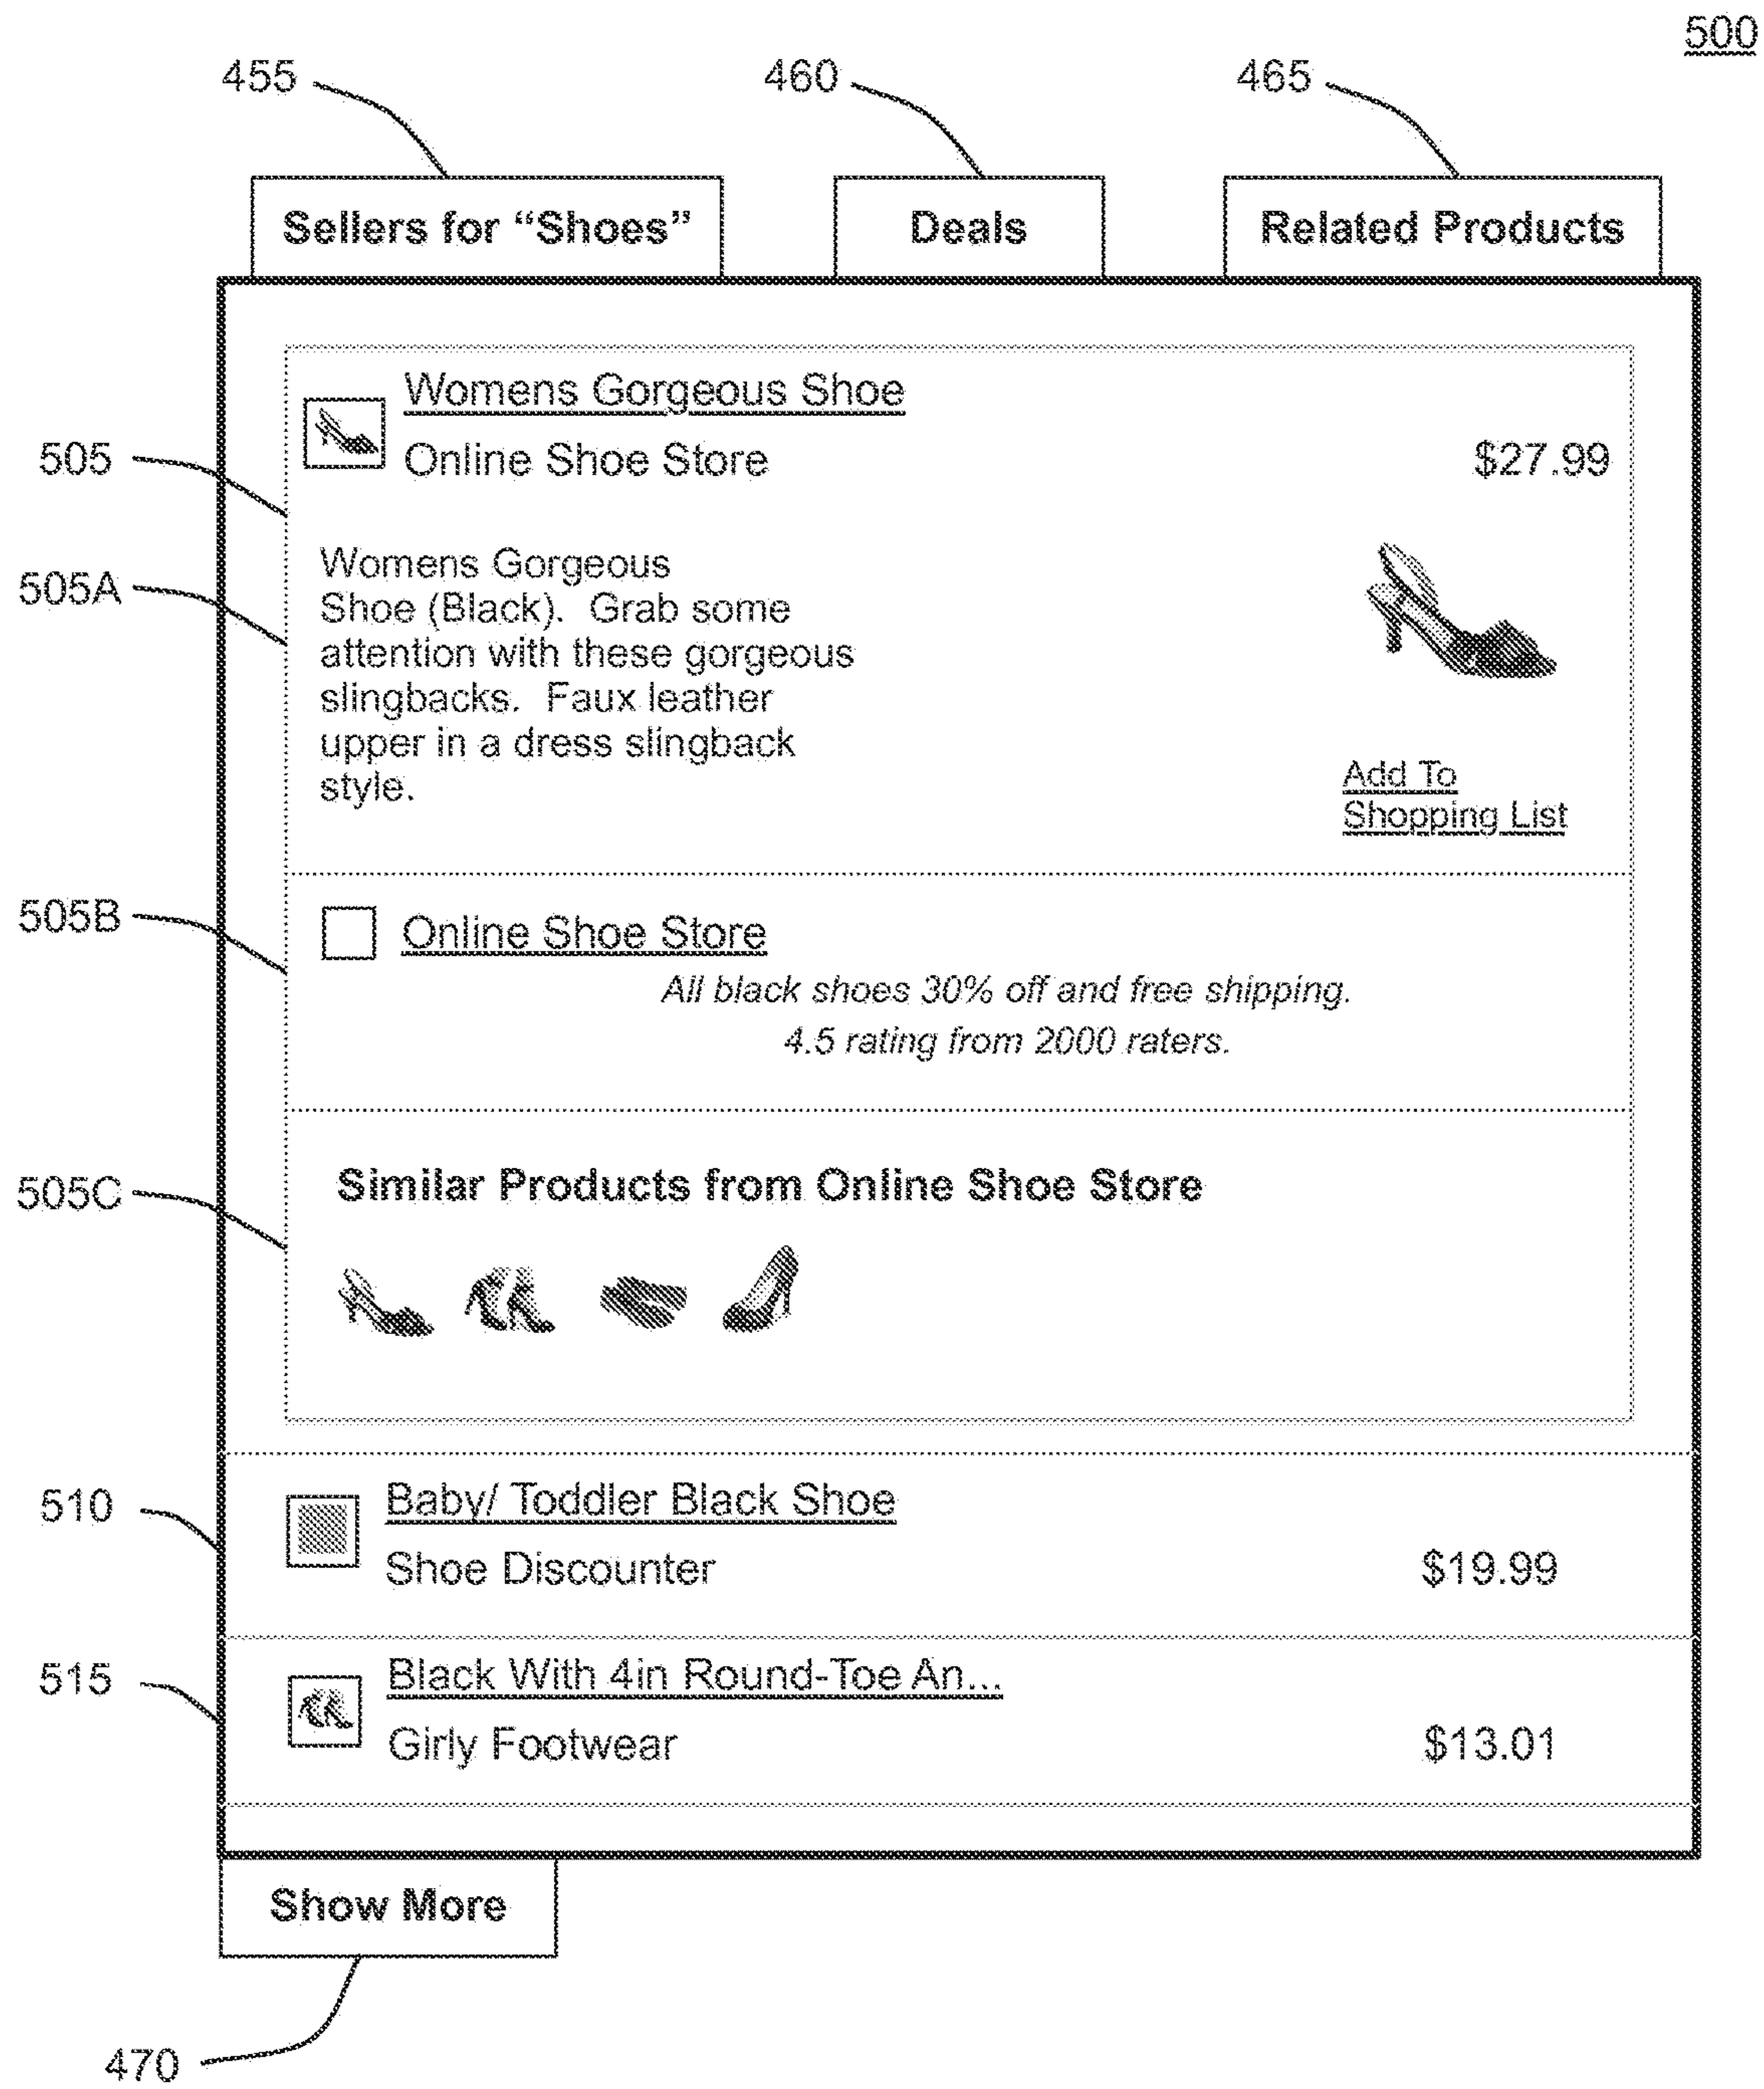 500
455
460
465
Sellers for “Shoes”
Deals
Related Products
Womens Gorgeous Shoe
505
Online Shoe Store
$27.99
505A
Womens Gorgeous
Shoe (Black).  Grab some
attention with these gorgeous
slingbacks.  Faux leather
upper in a dress slingback
style.
Add To
Shopping List
505B
Online Shoe Store
All black shoes 30% off and free shipping.
4.5 rating from 2000 raters.
505C
Similar Products from Online Shoe Store
510
Baby/ Toddler Black Shoe
Shoe Discounter
$19.99
515
Black With 4in Round-Toe An...
Girly Footwear
$13.01
Show More
470